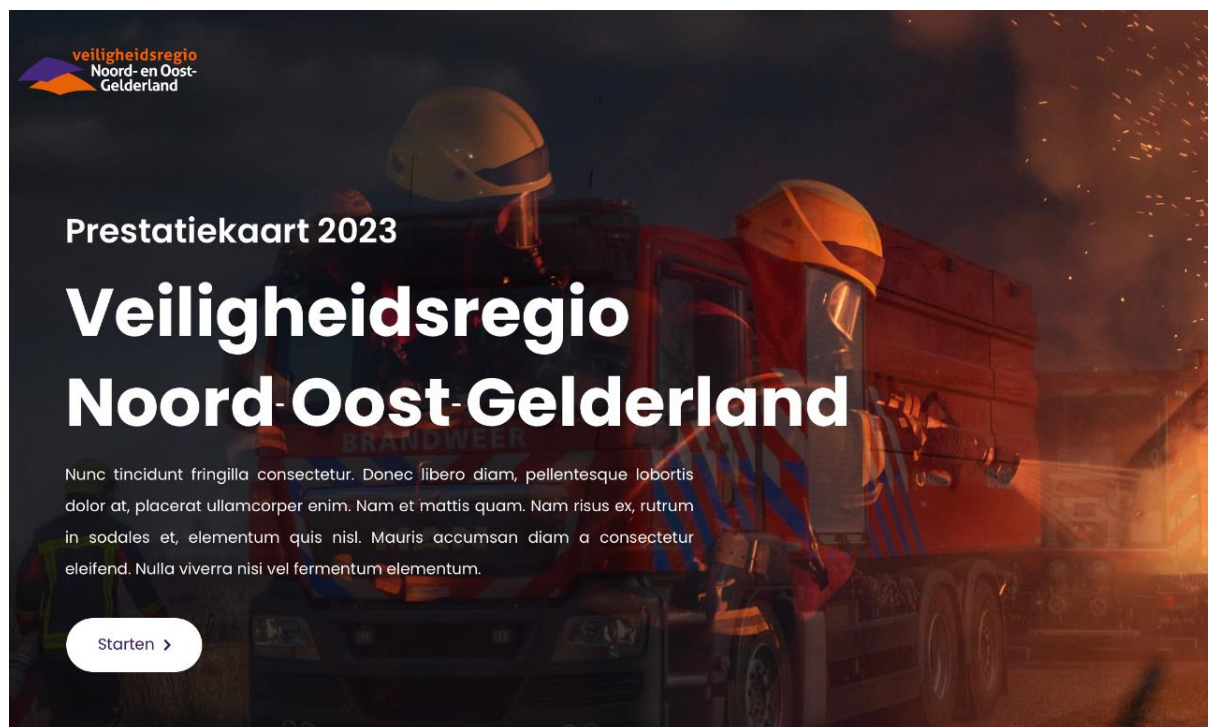 veiligheidsregio
Noord- en Oost-
Gelderland
Prestatiekaart 2023
Veiligheidsregio
Noord-Oost-Gelderland
BRANDWEER
Nunc tincidunt fringilla consectetur. Donec libero diam, pellentesque lobortis
dolor at, placerat ullamcorper enim. Nam et mattis quam. Nam risus ex, rutrum
in sodales et, elementum quis nisl. Mauris accumsan diam a consectetur
eleifend. Nulla viverra nisi vel fermentum elementum.
Starten